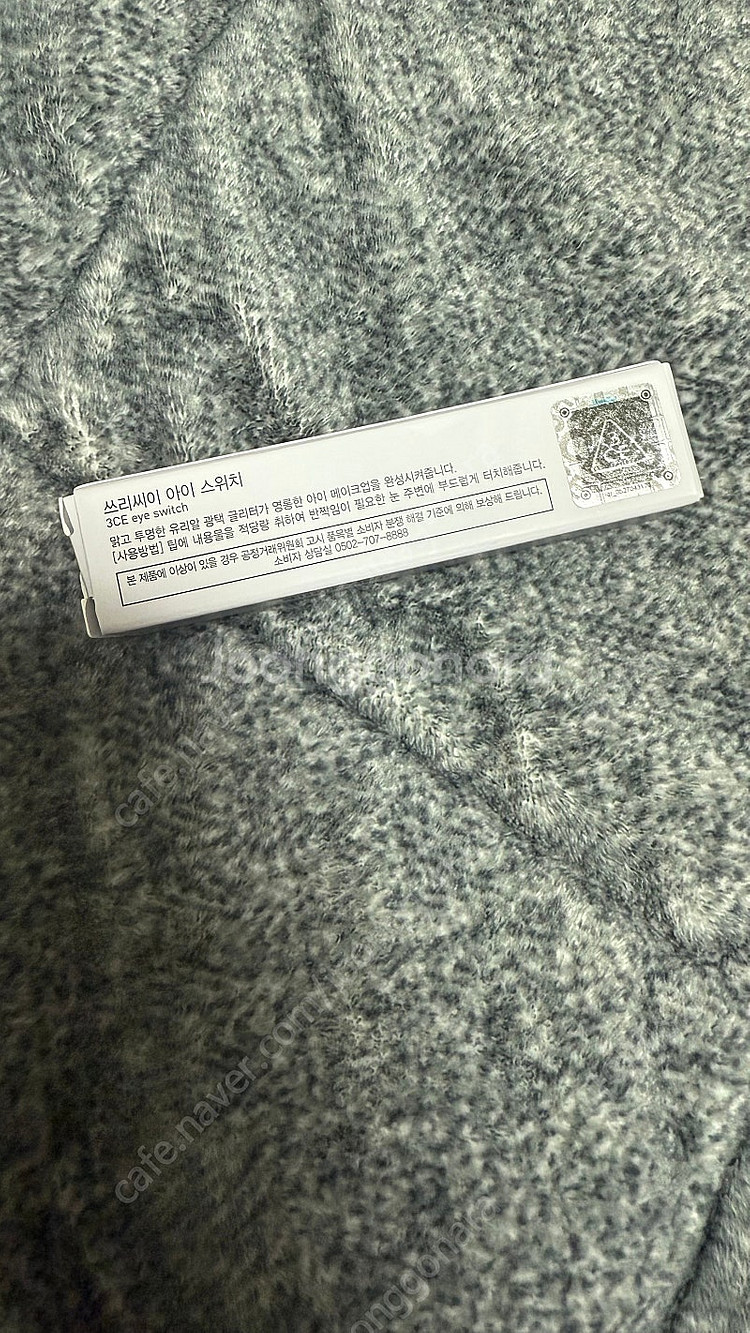 쓰리씨이 아이 스위치
3CE eye switch
맑고 투명한 유리알 광택 글리터가 영롱한 아이 메이크업을 완성시켜줍니다.
[사용방법] 팁에 내용물을 적당량 취하여 반짝임이 필요한 눈 주변에 부드럽게 터치해줍니다.
본 제품에 이상이 있을 경우 공정거래위원회 고시 품목별 소비자 분쟁 해결 기준에 의해 보상해 드립니다.
소비자 상담실 0502-707-8888
cafe.naver.com